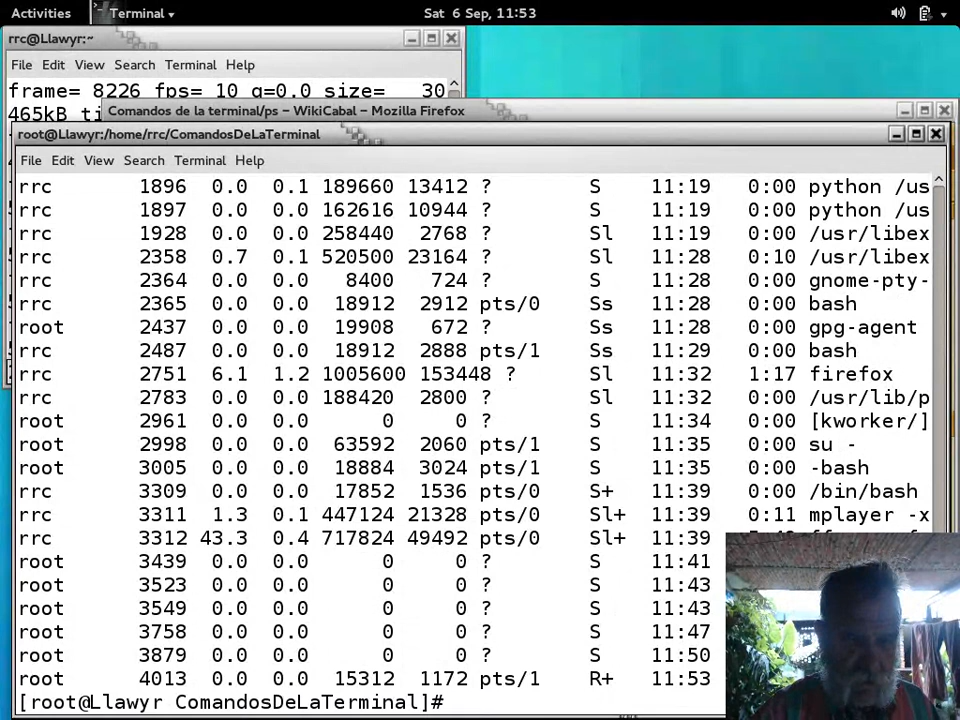 Activities Terminal Sat 6 Sep, 11:53
rrc@Llawyr:~
File Edit View Search Terminal Help
frame= 8226 fps= 10 q=0.0 size= 30
465kB ti
Comandos de la terminal/ps – WikiCabal – Mozilla Firefox
root@Llawyr:/home/rrc/ComandosDeLaTerminal
File Edit View Search Terminal Help
rrc 1896 0.0 0.1 189660 13412 ? S 11:19 0:00 python /us
rrc 1897 0.0 0.0 162616 10944 ? S 11:19 0:00 python /us
rrc 1928 0.0 0.0 258440 2768 ? Sl 11:19 0:00 /usr/libex
rrc 2358 0.7 0.1 520500 23164 ? Sl 11:28 0:10 /usr/libex
rrc 2364 0.0 0.0 8400 724 ? S 11:28 0:00 gnome-pty-
rrc 2365 0.0 0.0 18912 2912 pts/0 Ss 11:28 0:00 bash
root 2437 0.0 0.0 19908 672 ? Ss 11:28 0:00 gpg-agent
rrc 2487 0.0 0.0 18912 2888 pts/1 Ss 11:29 0:00 bash
rrc 2751 6.1 1.2 1005600 153448 ? Sl 11:32 1:17 firefox
rrc 2783 0.0 0.0 188420 2800 ? Sl 11:32 0:00 /usr/lib/p
root 2961 0.0 0.0 0 0 ? S 11:34 0:00 [kworker/]
root 2998 0.0 0.0 63592 2060 pts/1 S 11:35 0:00 su -
root 3005 0.0 0.0 18884 3024 pts/1 S 11:35 0:00 -bash
rrc 3309 0.0 0.0 17852 1536 pts/0 S+ 11:39 0:00 /bin/bash
rrc 3311 1.3 0.1 447124 21328 pts/0 Sl+ 11:39 0:11 mplayer -x
rrc 3312 43.3 0.4 717824 49492 pts/0 Sl+ 11:39
root 3439 0.0 0.0 0 0 ? S 11:41
root 3523 0.0 0.0 0 0 ? S 11:43
root 3549 0.0 0.0 0 0 ? S 11:43
root 3758 0.0 0.0 0 0 ? S 11:47
root 3879 0.0 0.0 0 0 ? S 11:50
root 4013 0.0 0.0 15312 1172 pts/1 R+ 11:53
[root@Llawyr ComandosDeLaTerminal]#